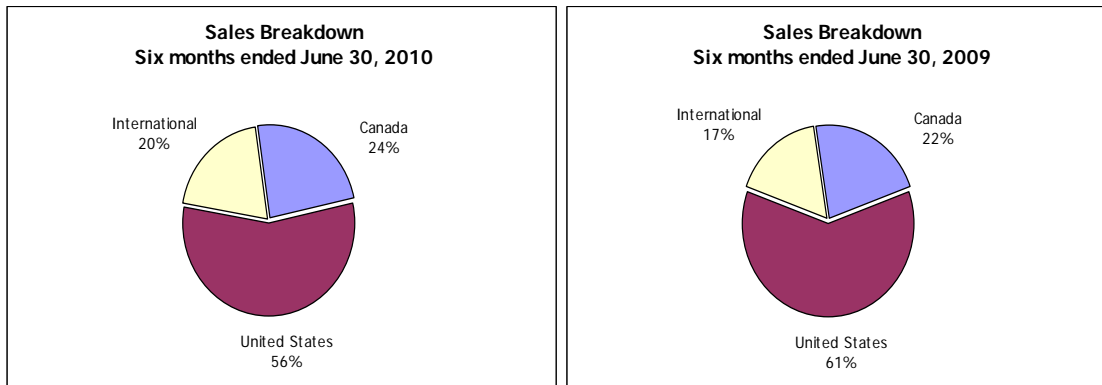 Sales Breakdown
Six months ended June 30, 2010
International
20%
Canada
24%
United States
56%
Sales Breakdown
Six months ended June 30, 2009
International
17%
Canada
22%
United States
61%